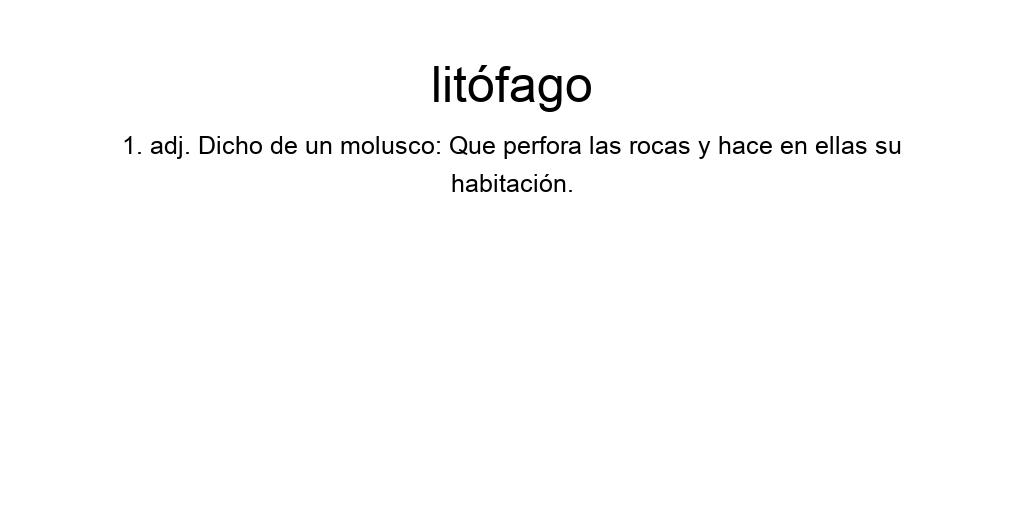 litófago
1. adj. Dicho de un molusco: Que perfora las rocas y hace en ellas su
habitación.